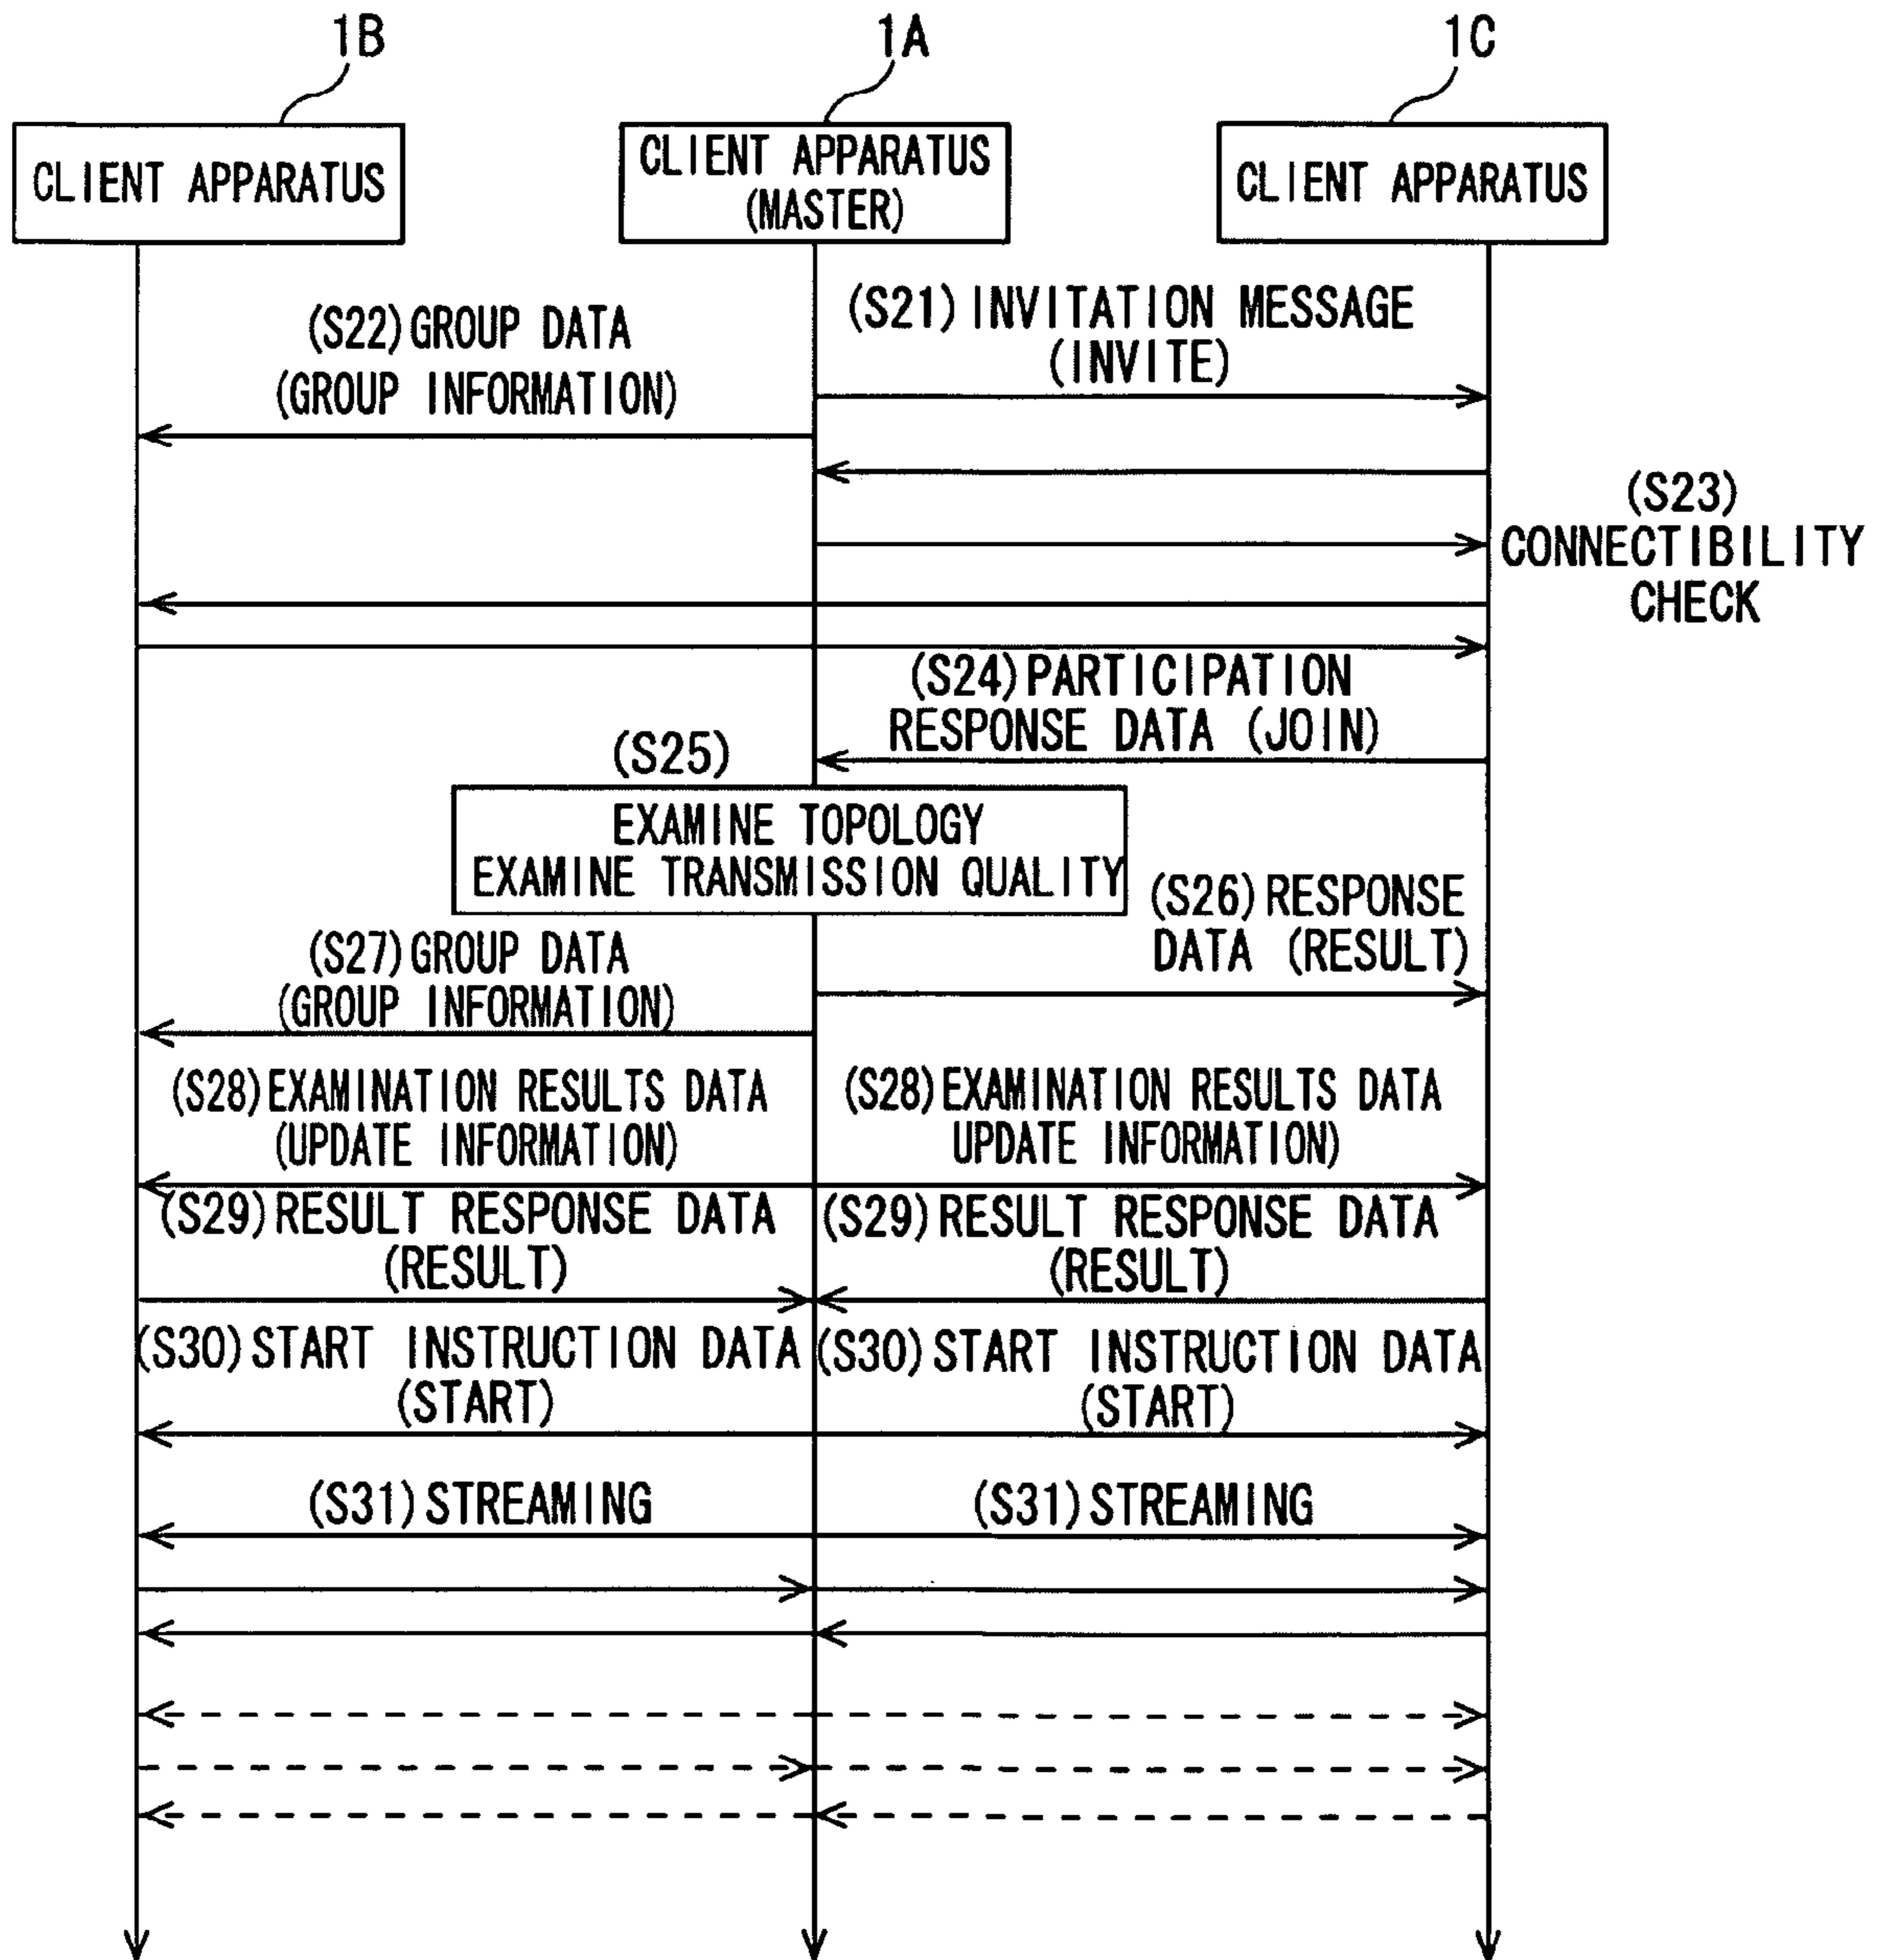 1B
1A
1C
CLIENT APPARATUS
CLIENT APPARATUS
(MASTER)
CLIENT APPARATUS
(S21) INVITATION MESSAGE
(INVITE)
(S22) GROUP DATA
(GROUP INFORMATION)
(S23)
CONNECTIBILITY
CHECK
(S24) PARTICIPATION
RESPONSE DATA (JOIN)
(S25)
EXAMINE TOPOLOGY
EXAMINE TRANSMISSION QUALITY
(S26) RESPONSE
DATA (RESULT)
(S27) GROUP DATA
(GROUP INFORMATION)
(S28) EXAMINATION RESULTS DATA
(UPDATE INFORMATION)
(S28) EXAMINATION RESULTS DATA
UPDATE INFORMATION)
(S29) RESULT RESPONSE DATA
(RESULT)
(S29) RESULT RESPONSE DATA
(RESULT)
(S30) START INSTRUCTION DATA
(START)
(S30) START INSTRUCTION DATA
(START)
(S31) STREAMING
(S31) STREAMING